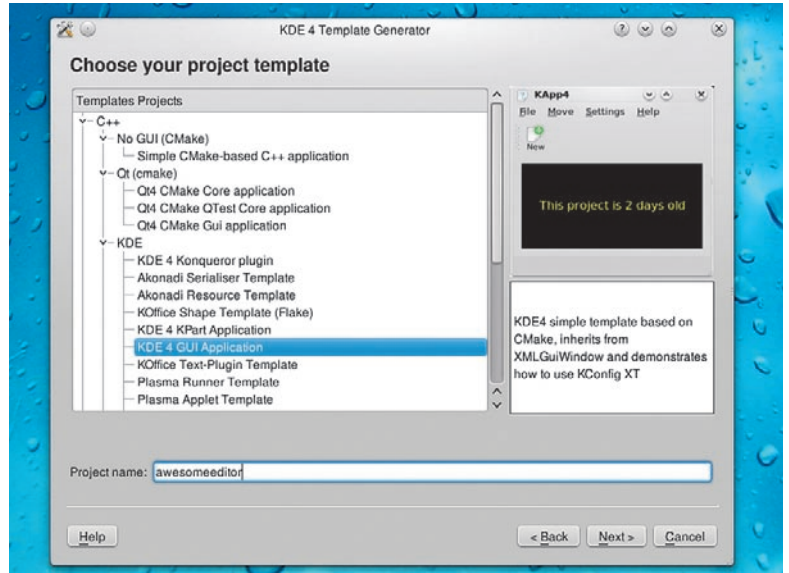 KDE 4 Template Generator
Choose your project template
Templates Projects
C++
No GUI (CMake)
Simple CMake-based C++ application
Qt (cmake)
Qt4 CMake Core application
Qt4 CMake QTest Core application
Qt4 CMake Gui application
KDE
KDE 4 Konqueror plugin
Akonadi Serialiser Template
Akonadi Resource Template
KOffice Shape Template (Flake)
KDE 4 KPart Application
KDE 4 GUI Application
KOffice Text-Plugin Template
Plasma Runner Template
Plasma Applet Template
KApp4
File Move Settings Help
New
This project is 2 days old
KDE4 simple template based on
CMake, inherits from
XMLGuiWindow and demonstrates
how to use KConfig XT
Project name: awesomeeditor
Help
< Back Next > Cancel